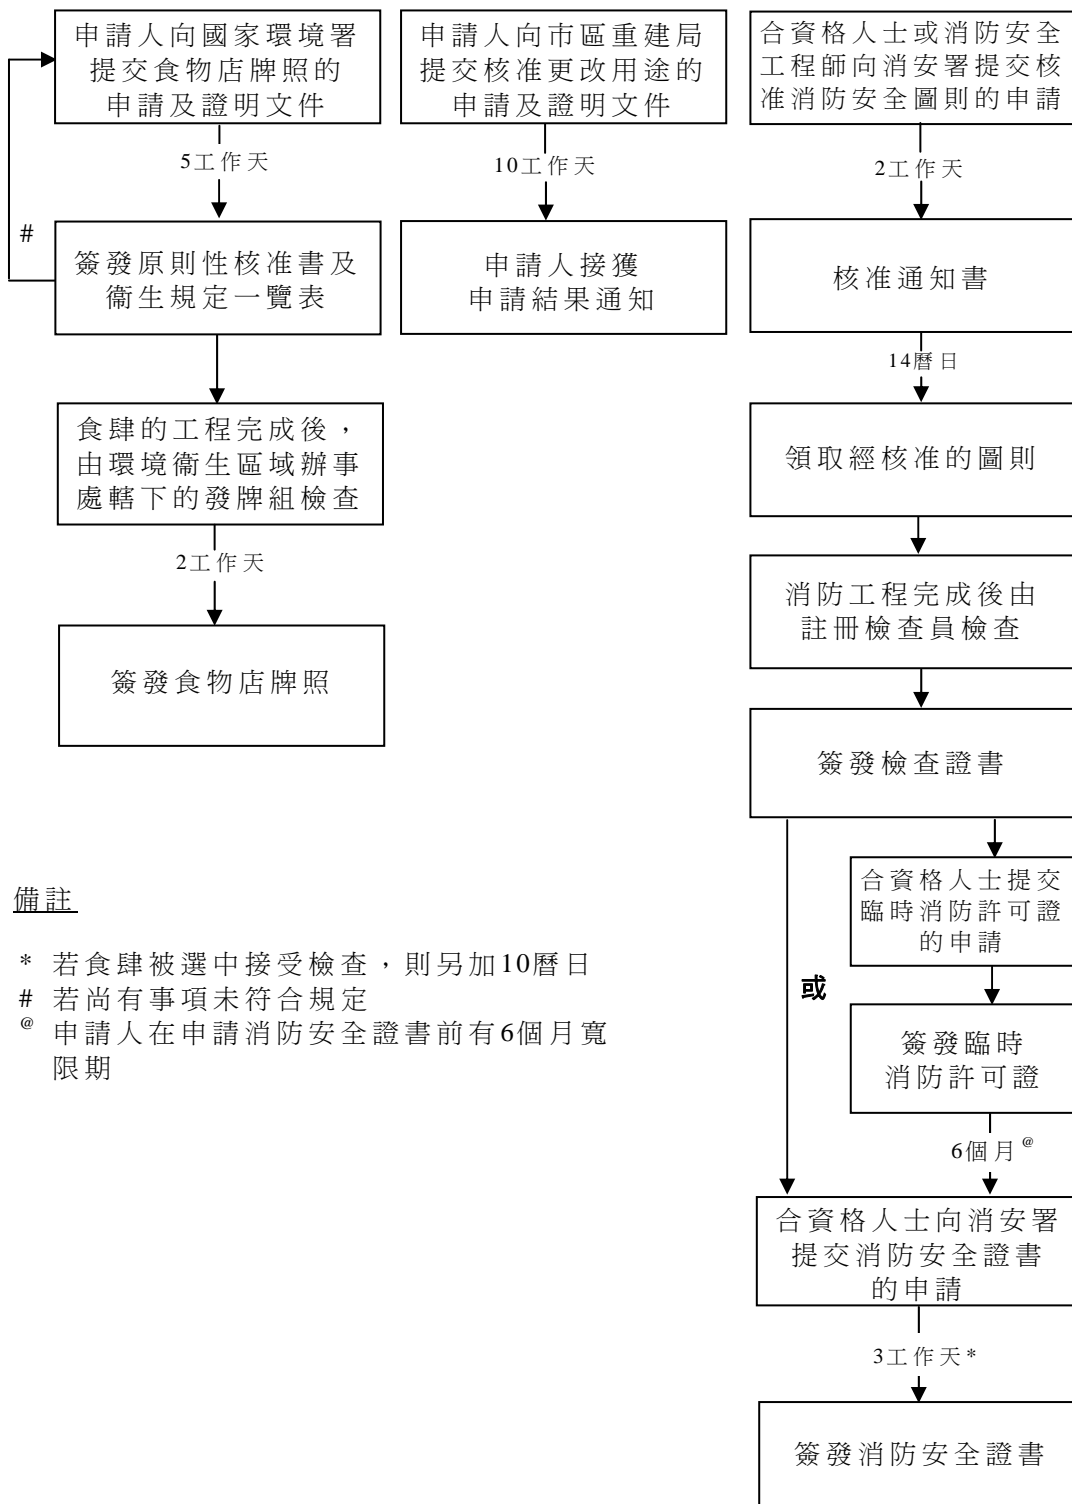 申請人向國家環境署
提交食物店牌照的
申請及證明文件
5工作天
#
簽發原則性核准書及
衞生規定一覽表
食肆的工程完成後，
由環境衞生區域辦事
處轄下的發牌組檢查
2工作天
簽發食物店牌照
申請人向市區重建局
提交核准更改用途的
申請及證明文件
10工作天
申請人接獲
申請結果通知
合資格人士或消防安全
工程師向消安署提交核
准消防安全圖則的申請
2工作天
核准通知書
14曆日
領取經核准的圖則
消防工程完成後由
註冊檢查員檢查
簽發檢查證書
或
合資格人士提交
臨時消防許可證
的申請
簽發臨時
消防許可證
6個月@
合資格人士向消安署
提交消防安全證書
的申請
3工作天*
簽發消防安全證書
備註
* 若食肆被選中接受檢查，則另加10曆日
# 若尚有事項未符合規定
@ 申請人在申請消防安全證書前有6個月寬
限期